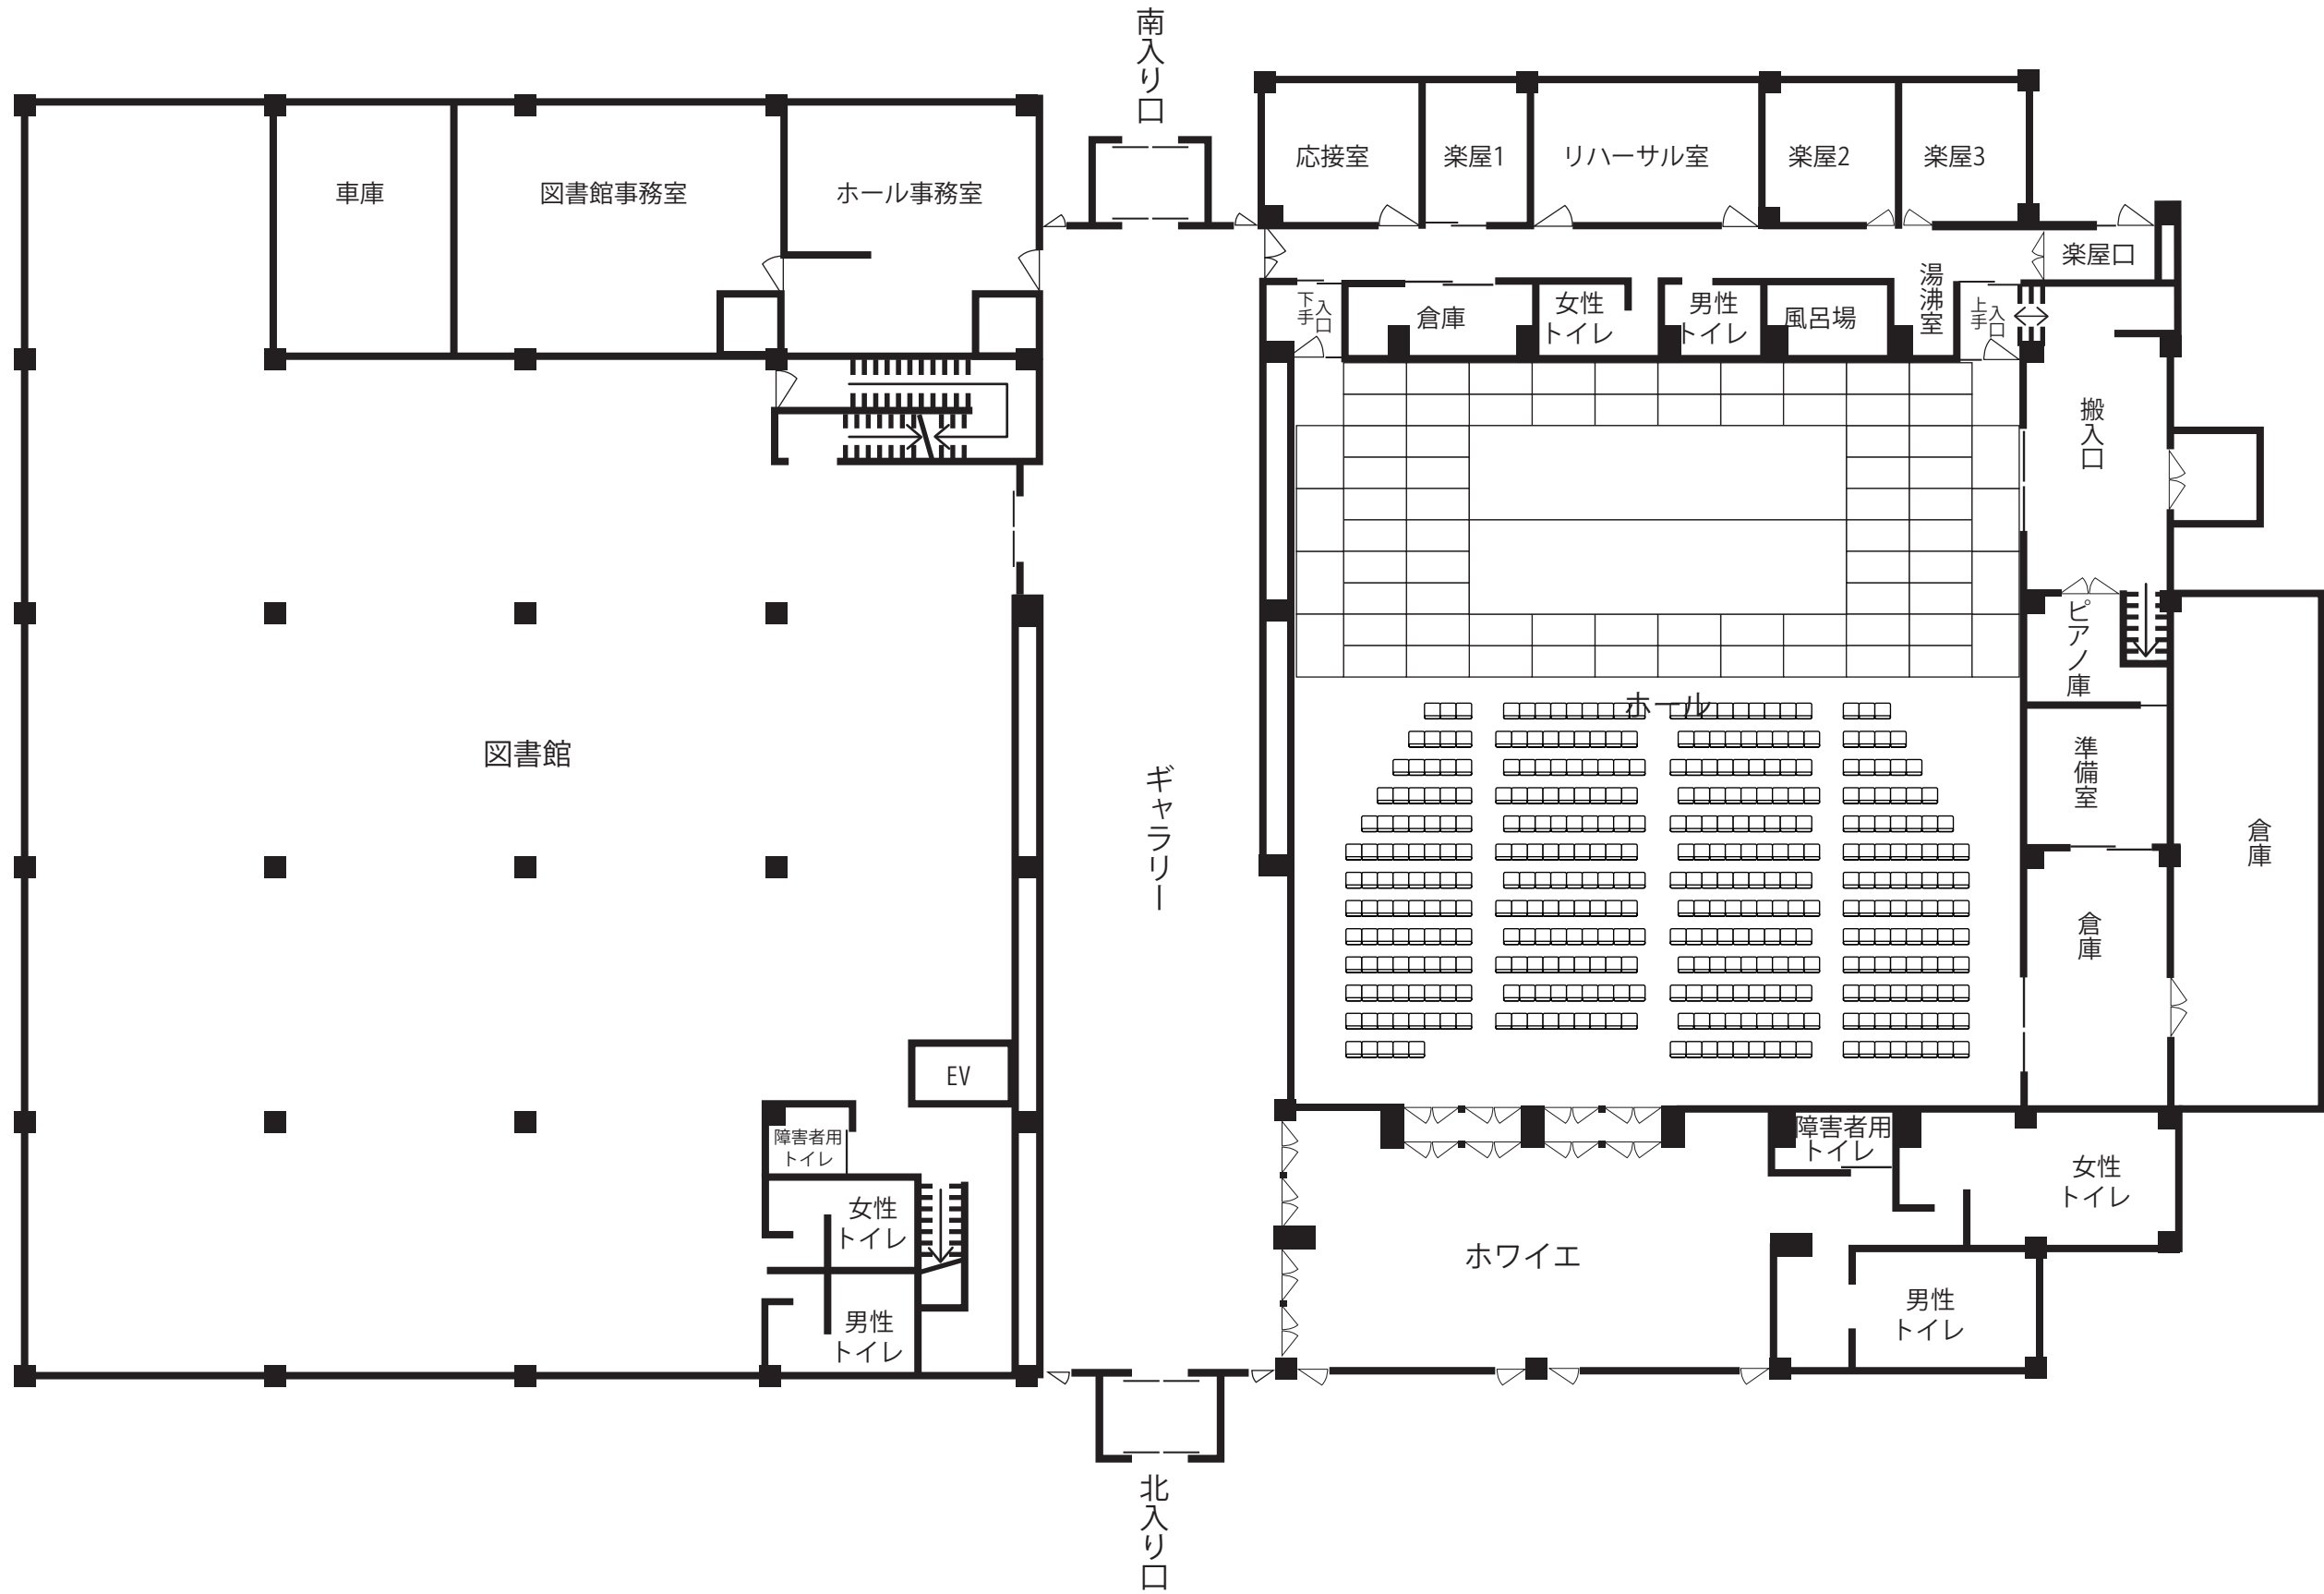 南入り口
応接室
楽屋1
リハーサル室
楽屋2
楽屋3
車庫
図書館事務室
ホール事務室
楽屋口
湯沸室
下手
入口
倉庫
女性
トイレ
男性
トイレ
風呂場
上手
入口
搬入口
ピアノ庫
ホール
図書館
準備室
ギャラリー
倉庫
倉庫
EV
障害者用
トイレ
障害者用
トイレ
女性
トイレ
女性
トイレ
ホワイエ
男性
トイレ
男性
トイレ
北入り口